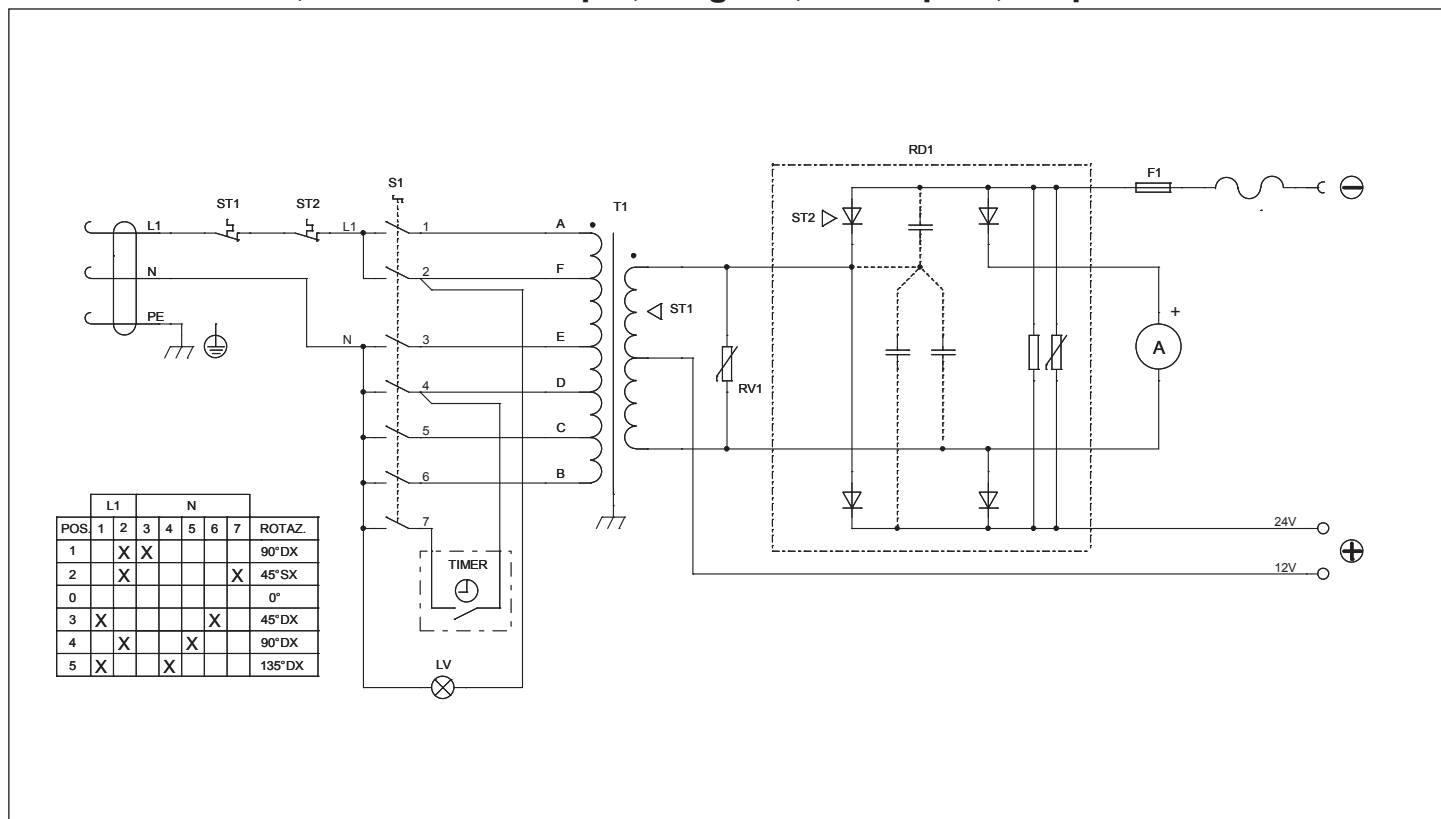 RD1
F1
S1
ST1
ST2
T1
L1
L1
1
A
ST2
2
F
N
ST1
+
PE
N
3
E
A
4
D
RV1
5
C
6
B
L1 N
7
24V
POS. 1 2 3 4 5 6 7 ROTAZ.
1 X X 90°DX
TIMER
12V
2 X X 45°SX
0 0°
3 X X 45°DX
4 X X 90°DX
LV
5 X X 135°DX